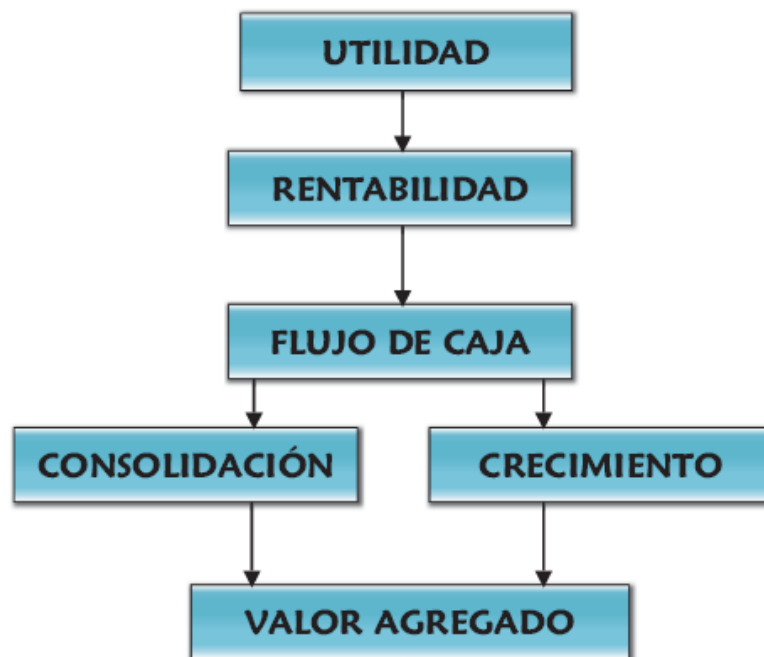 UTILIDAD
RENTABILIDAD
FLUJO DE CAJA
CONSOLIDACIÓN
CRECIMIENTO
VALOR AGREGADO